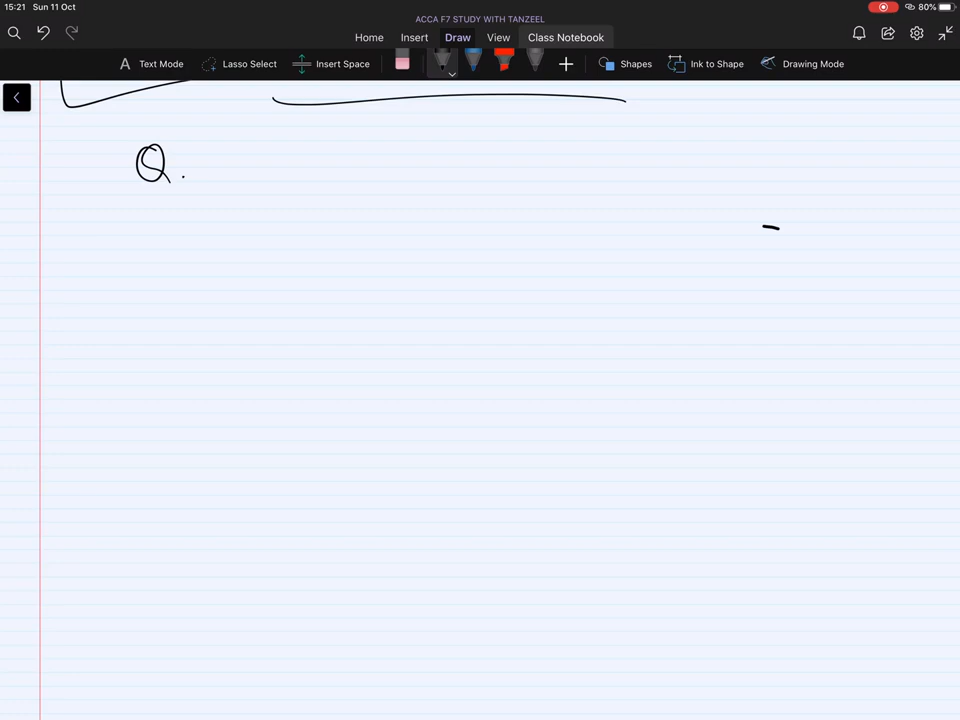 15:21 Sun 11 Oct 80%
ACCA F7 STUDY WITH TANZEEL
Home Insert Draw View Class Notebook
Text Mode Lasso Select Insert Space Shapes Ink to Shape Drawing Mode
Q.